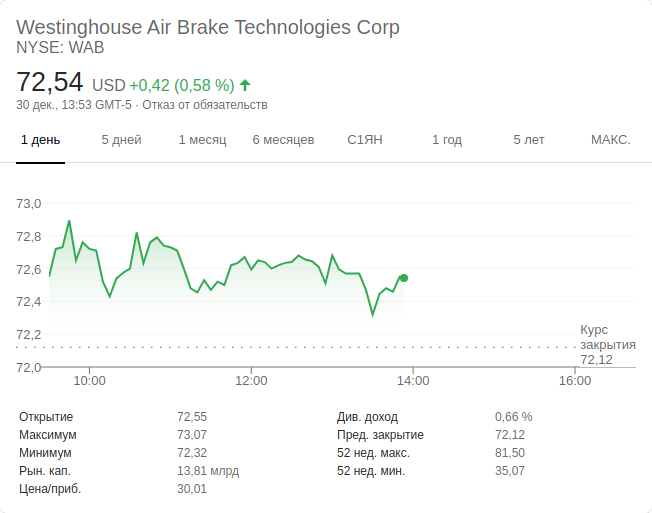 Westinghouse Air Brake Technologies Corp
NYSE: WAB
72,54 USD +0,42 (0,58 %)
30 дек., 13:53 GMT-5 · Отказ от обязательств
1 день 5 дней 1 месяц 6 месяцев С1ЯН 1 год 5 лет МАКС.
73,0
72,8
72,6
72,4
72,2
72,0
Курс
закрытия
72,12
10:00 12:00 14:00 16:00
Открытие 72,55 Див. доход 0,66 %
Максимум 73,07 Пред. закрытие 72,12
Минимум 72,32 52 нед. макс. 81,50
Рын. кап. 13,81 млрд 52 нед. мин. 35,07
Цена/приб. 30,01